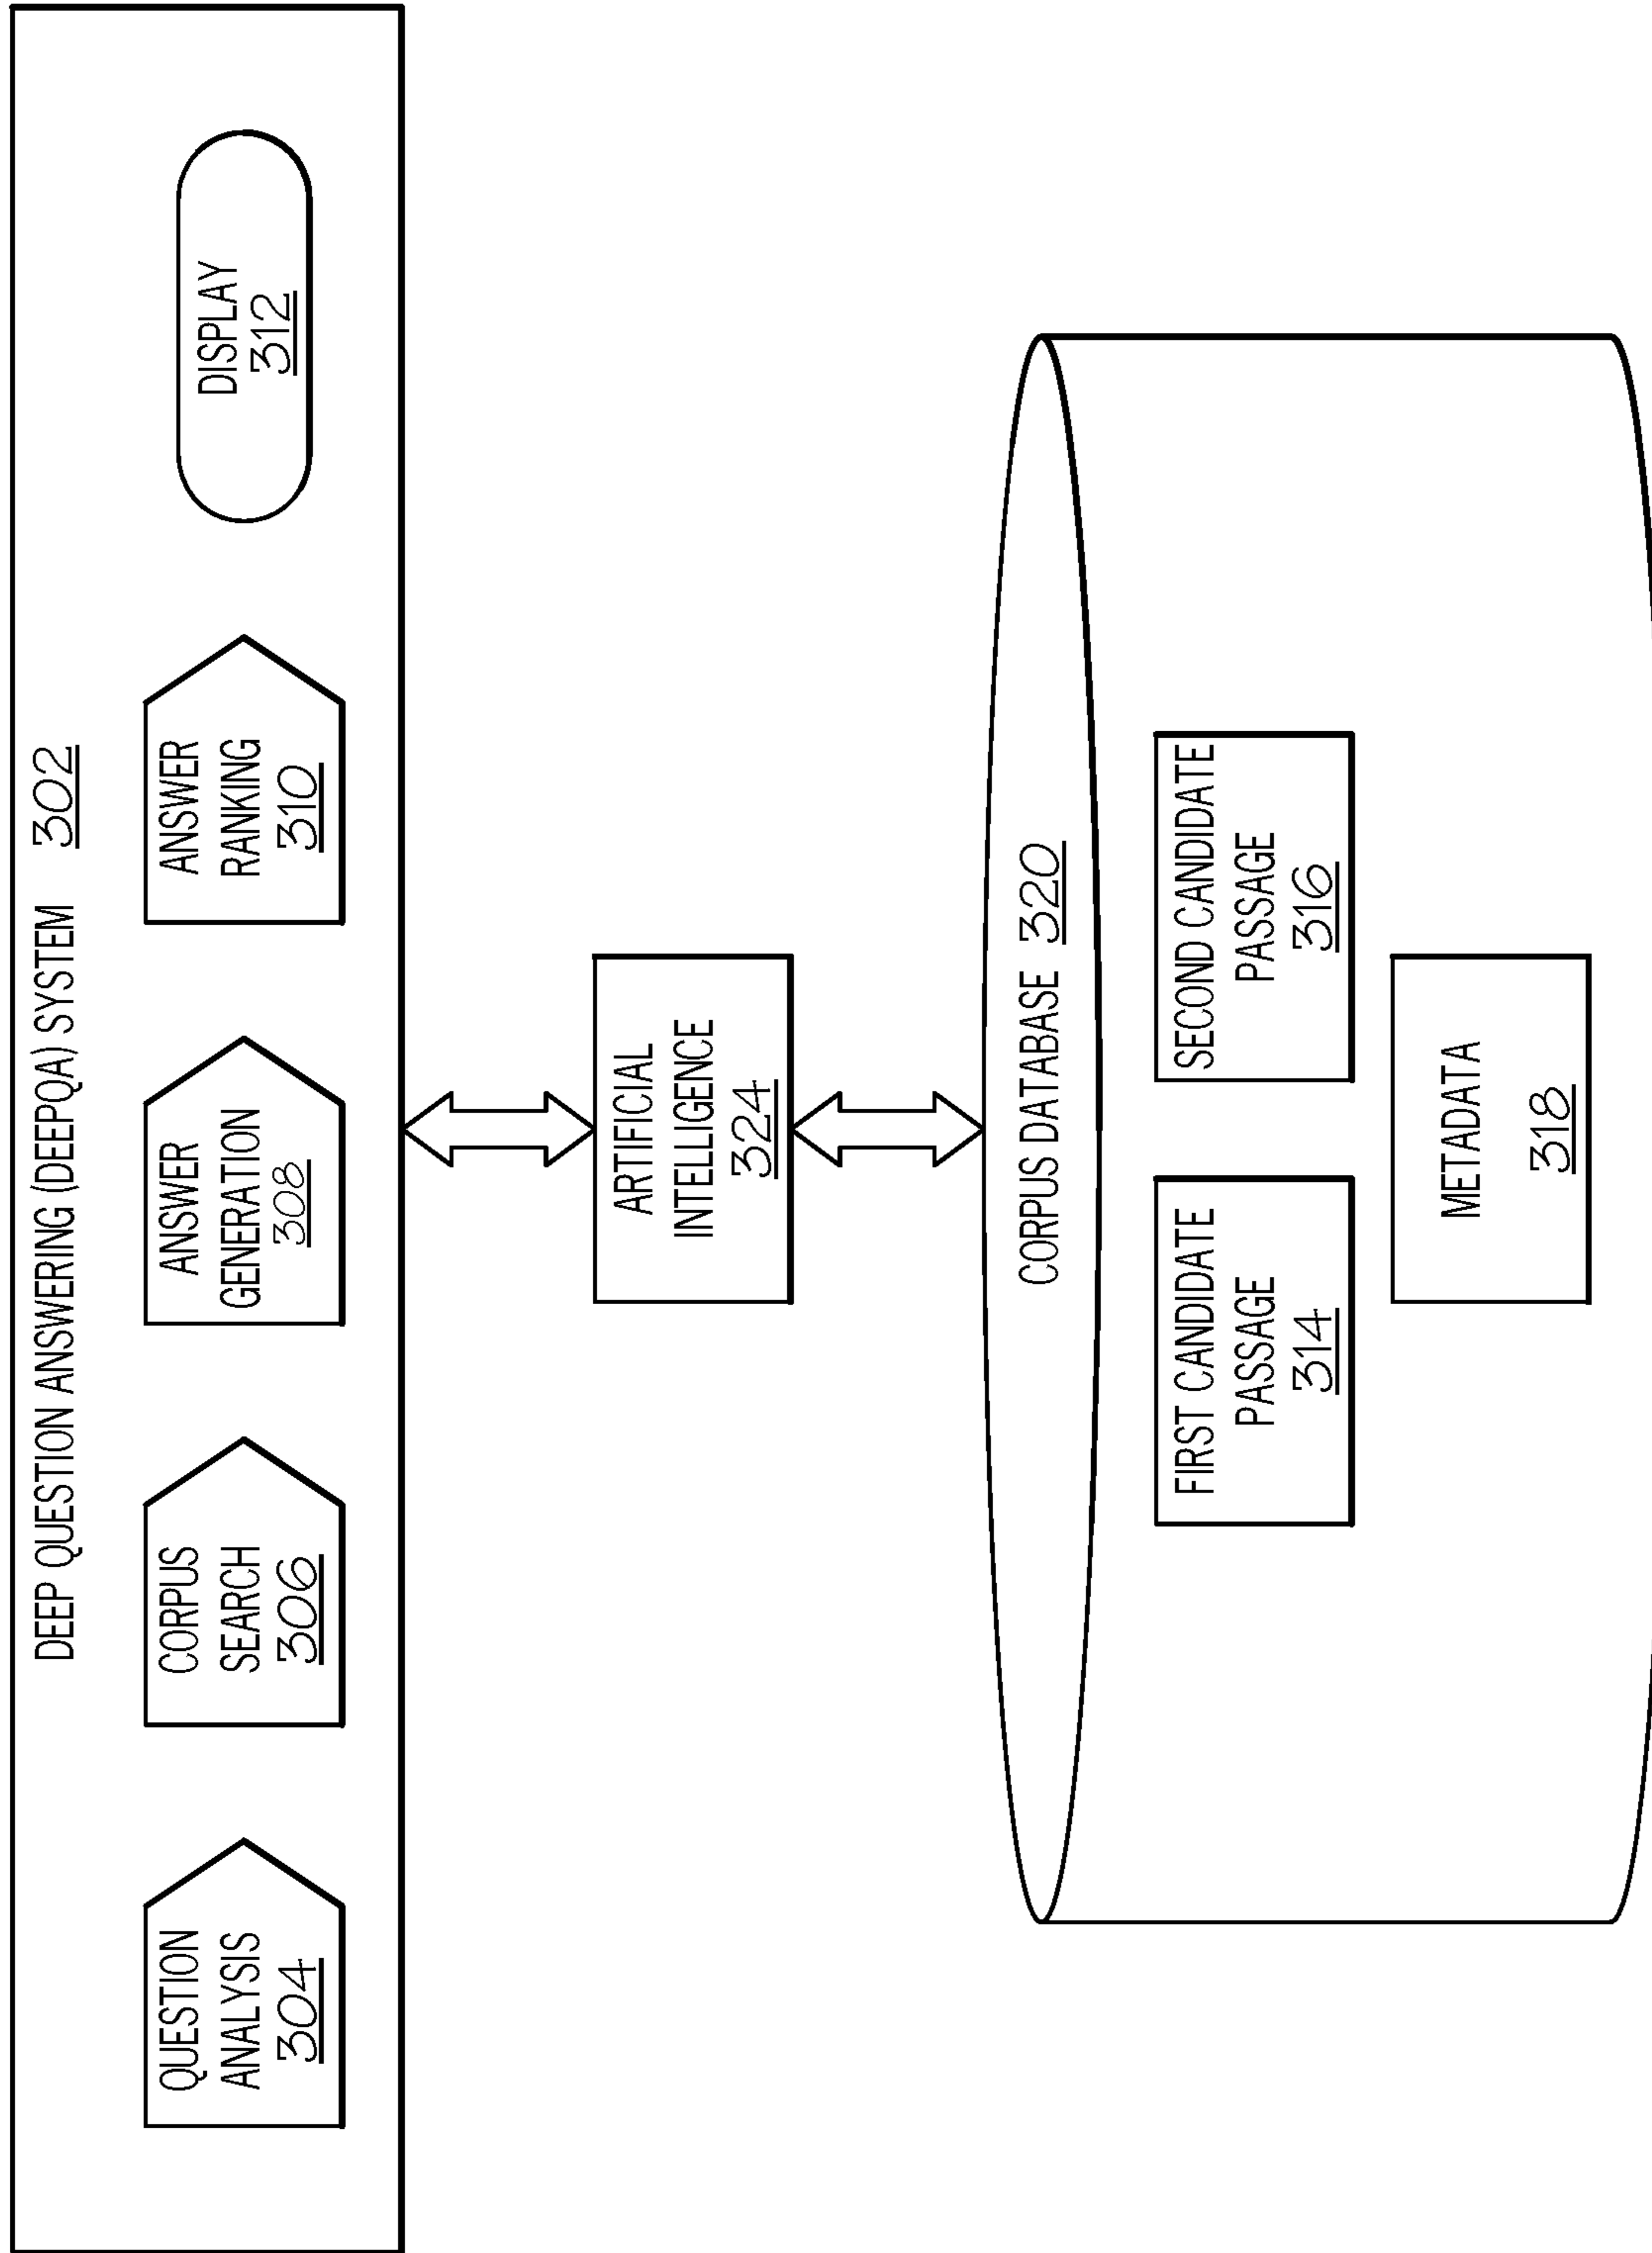 DEEP QUESTION ANSWERING (DEEPQA) SYSTEM 302
QUESTION
ANALYSIS
304
CORPUS
SEARCH
306
ANSWER
GENERATION
308
ANSWER
RANKING
310
DISPLAY
312
ARTIFICIAL
INTELLIGENCE
324
CORPUS DATABASE 320
FIRST CANDIDATE
PASSAGE
314
SECOND CANDIDATE
PASSAGE
316
METADATA
318